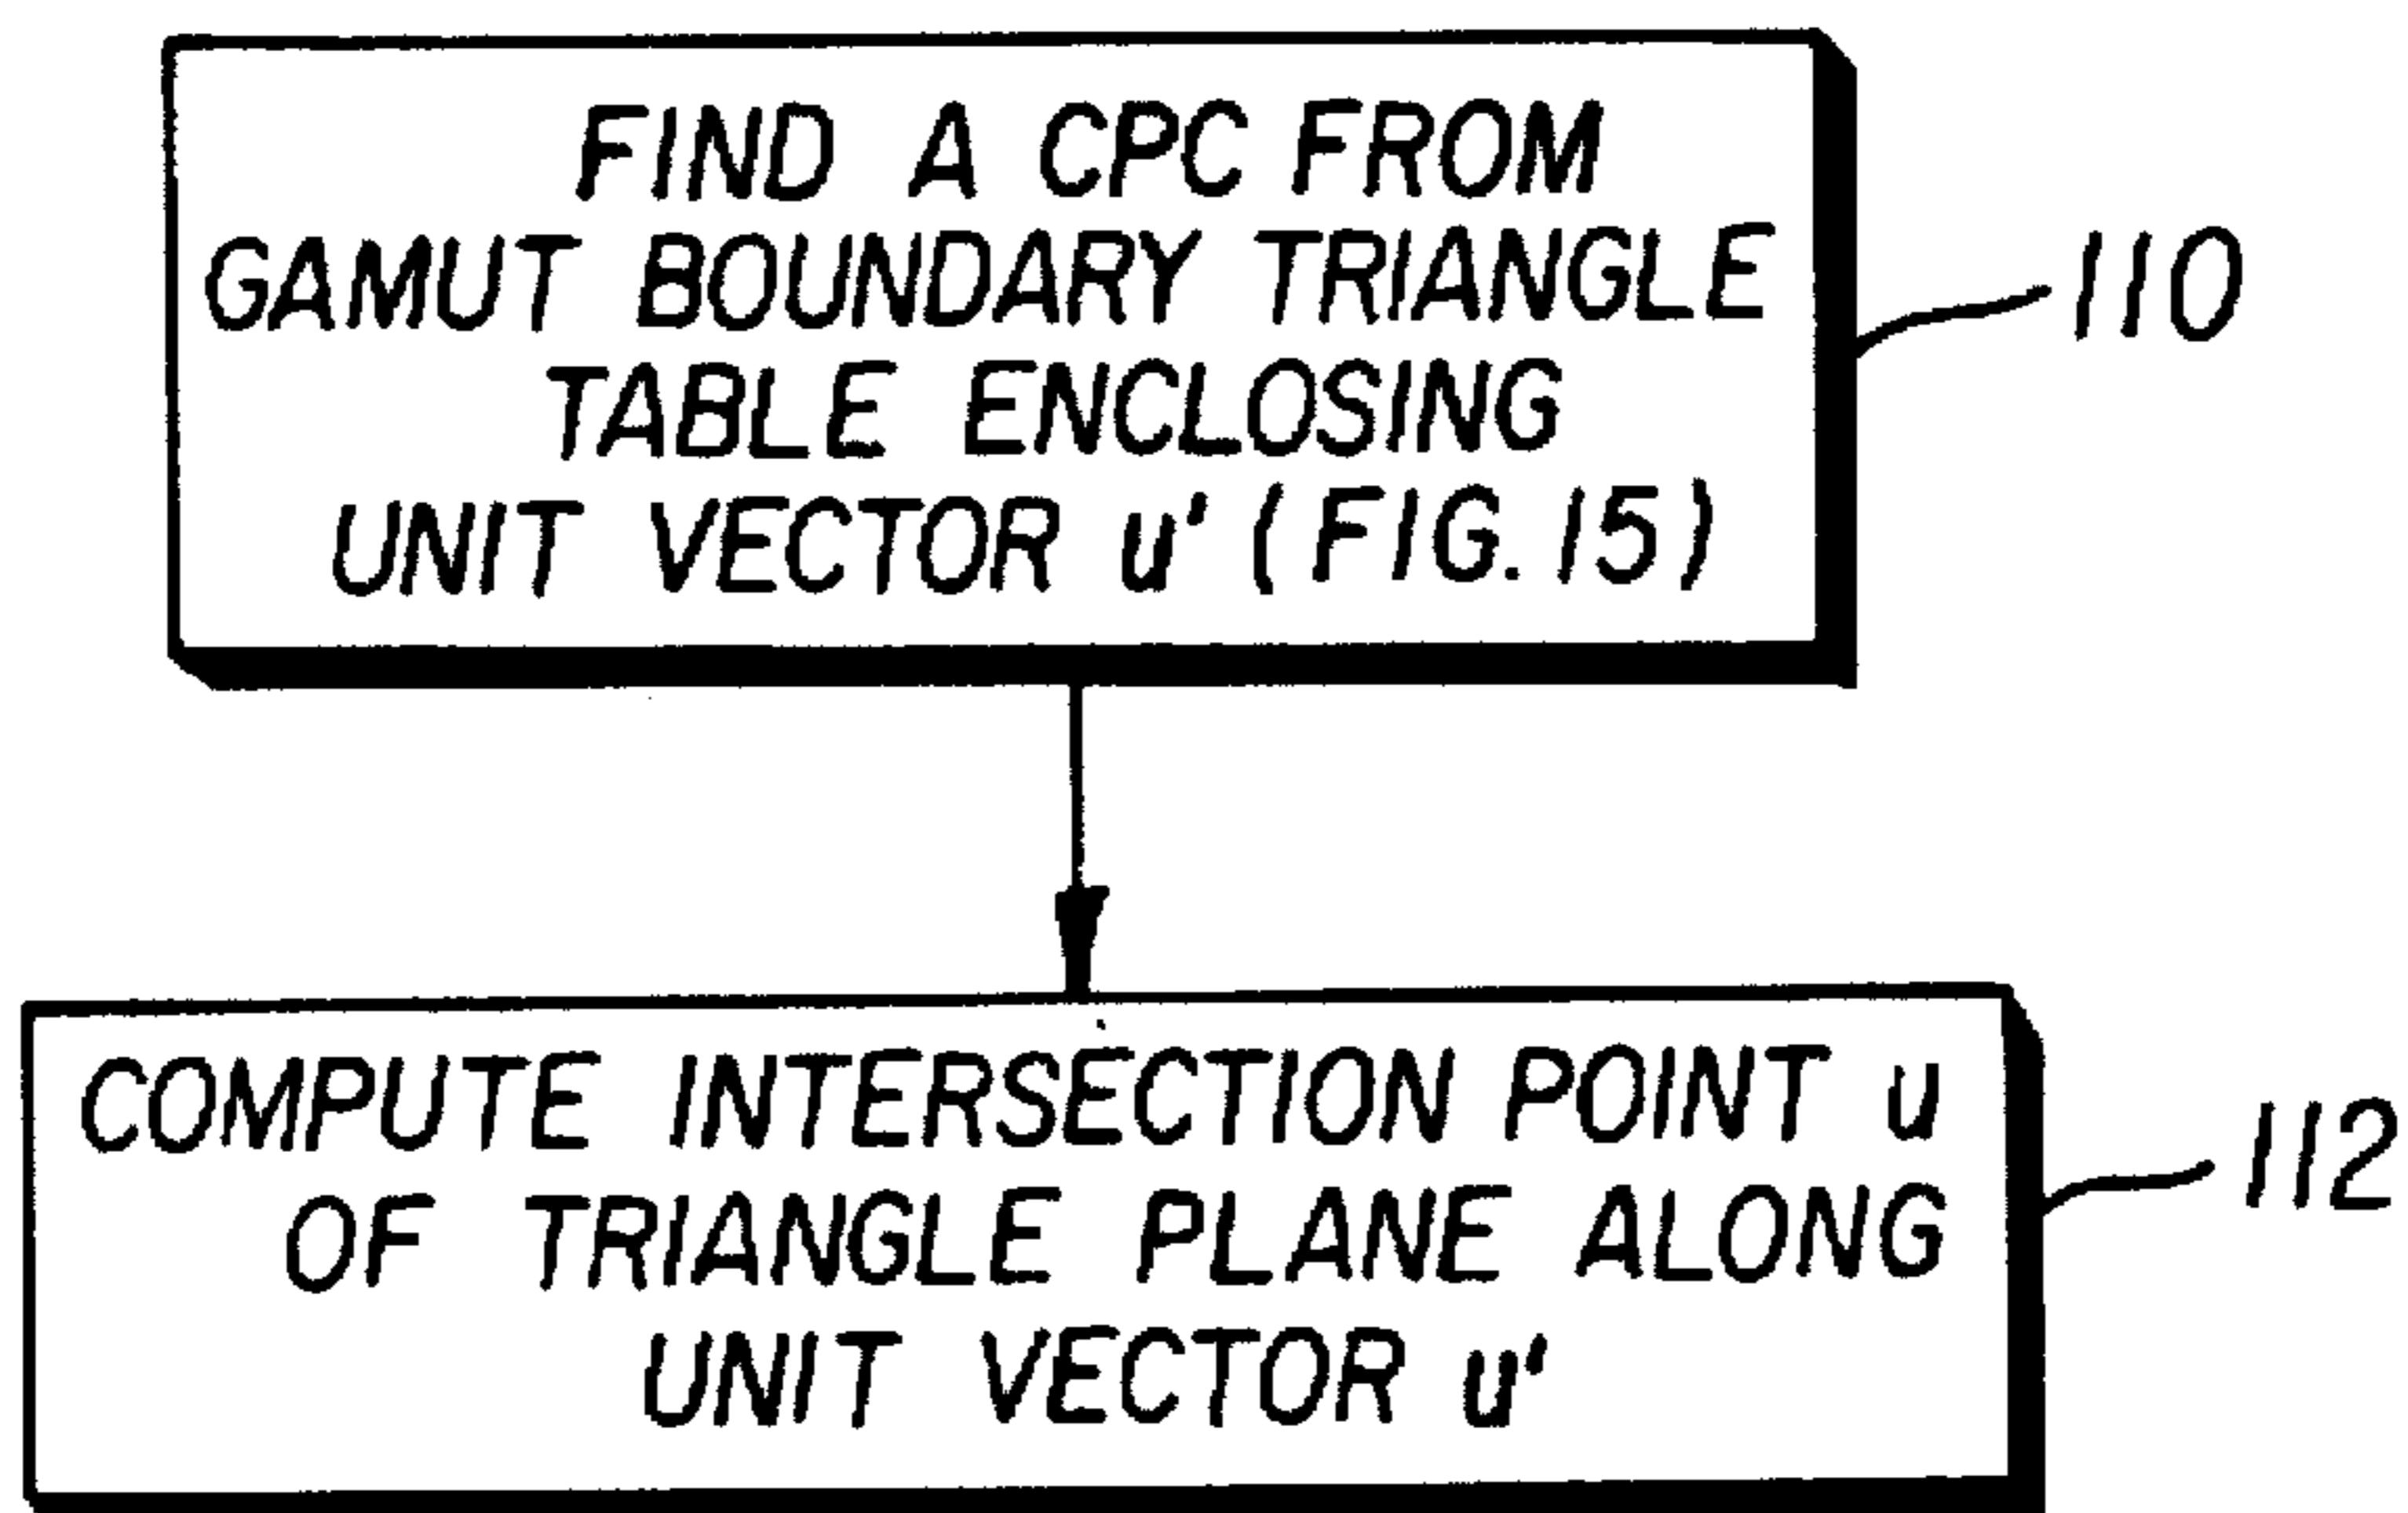 FIND A CPC FROM
GAMUT BOUNDARY TRIANGLE
TABLE ENCLOSING
UNIT VECTOR u' (FIG. 15)
110
COMPUTE INTERSECTION POINT u
OF TRIANGLE PLANE ALONG
UNIT VECTOR u'
112